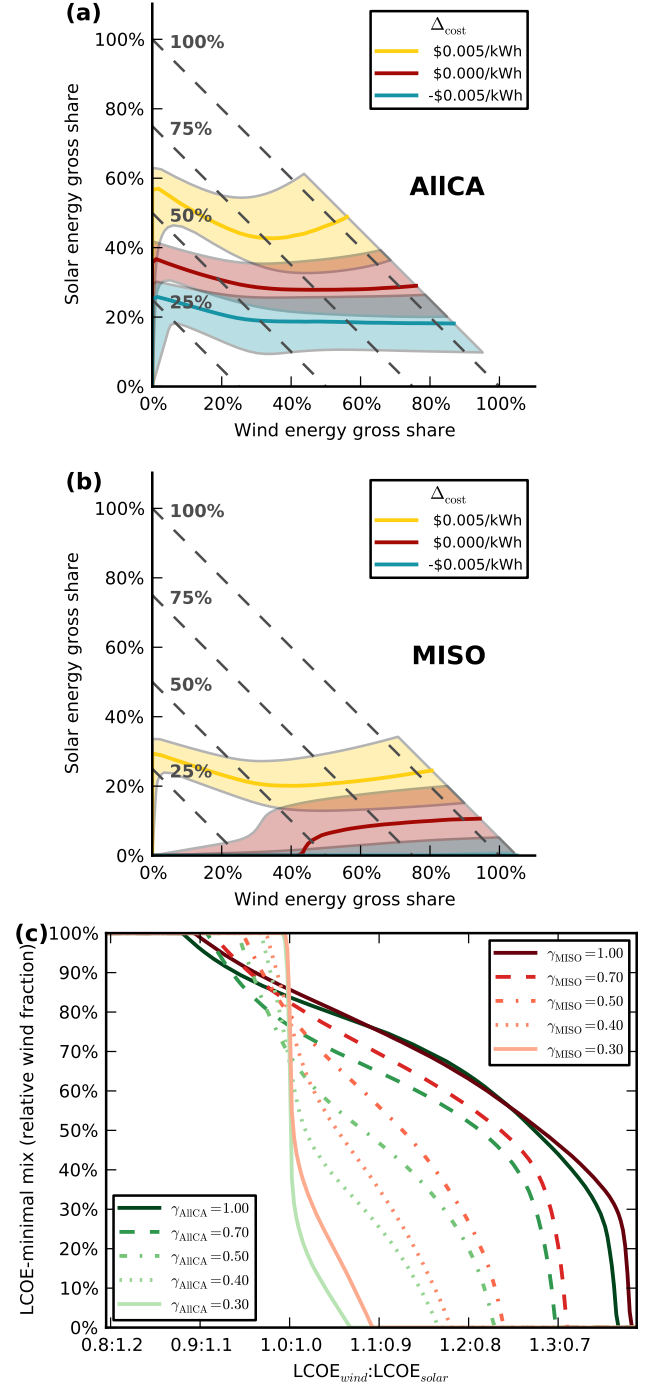 (a)
Δcost
$0.005/kWh
$0.000/kWh
-$0.005/kWh
AllCA
100%
75%
50%
25%
Solar energy gross share
100%
80%
60%
40%
20%
0%
0% 20% 40% 60% 80% 100%
Wind energy gross share
(b)
Δcost
$0.005/kWh
$0.000/kWh
-$0.005/kWh
MISO
100%
75%
50%
25%
Solar energy gross share
100%
80%
60%
40%
20%
0%
0% 20% 40% 60% 80% 100%
Wind energy gross share
(c)
LCOE-minimal mix (relative wind fraction)
100%
90%
80%
70%
60%
50%
40%
30%
20%
10%
0%
γMISO=1.00
γMISO=0.70
γMISO=0.50
γMISO=0.40
γMISO=0.30
γAllCA=1.00
γAllCA=0.70
γAllCA=0.50
γAllCA=0.40
γAllCA=0.30
0.8:1.2 0.9:1.1 1.0:1.0 1.1:0.9 1.2:0.8 1.3:0.7
LCOEwind:LCOEsolar